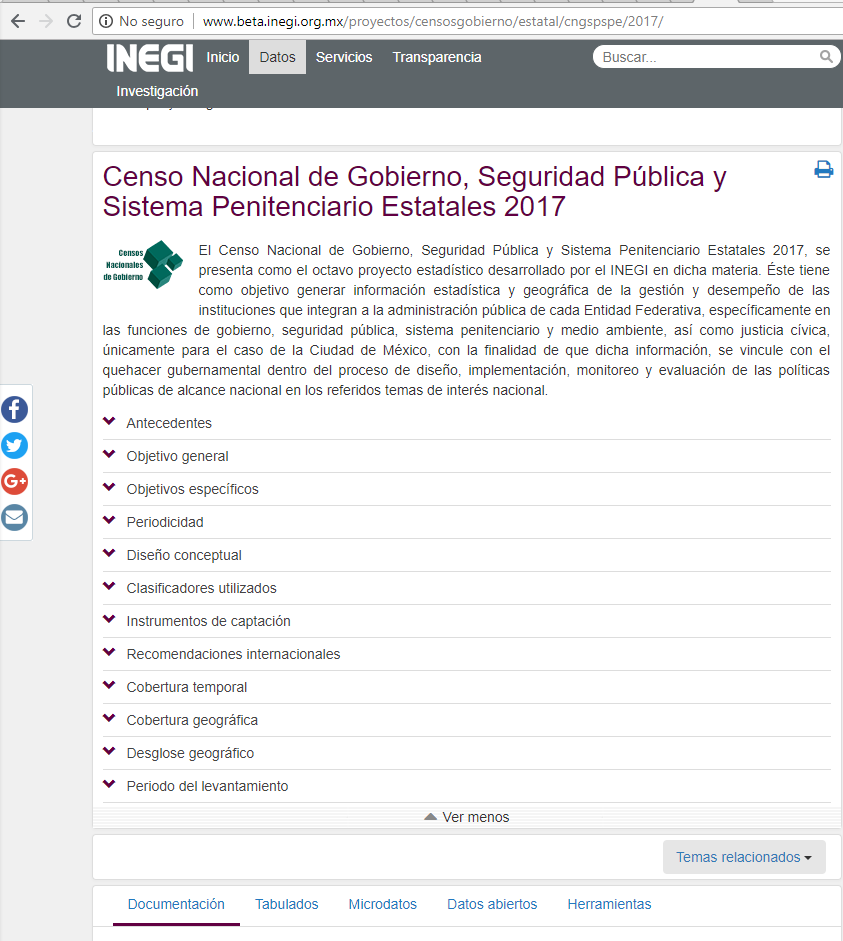 No seguro | www.beta.inegi.org.mx/proyectos/censosgobierno/estatal/cngspspe/2017/
INEGI Inicio Datos Servicios Transparencia Buscar...
Investigación
Censo Nacional de Gobierno, Seguridad Pública y
Sistema Penitenciario Estatales 2017
Censos
Nacionales
de Gobierno
El Censo Nacional de Gobierno, Seguridad Pública y Sistema Penitenciario Estatales 2017, se
presenta como el octavo proyecto estadístico desarrollado por el INEGI en dicha materia. Éste tiene
como objetivo generar información estadística y geográfica de la gestión y desempeño de las
instituciones que integran a la administración pública de cada Entidad Federativa, específicamente en
las funciones de gobierno, seguridad pública, sistema penitenciario y medio ambiente, así como justicia cívica,
únicamente para el caso de la Ciudad de México, con la finalidad de que dicha información, se vincule con el
quehacer gubernamental dentro del proceso de diseño, implementación, monitoreo y evaluación de las políticas
públicas de alcance nacional en los referidos temas de interés nacional.
Antecedentes
Objetivo general
Objetivos específicos
Periodicidad
Diseño conceptual
Clasificadores utilizados
Instrumentos de captación
Recomendaciones internacionales
Cobertura temporal
Cobertura geográfica
Desglose geográfico
Periodo del levantamiento
Ver menos
Temas relacionados
Documentación Tabulados Microdatos Datos abiertos Herramientas
G+